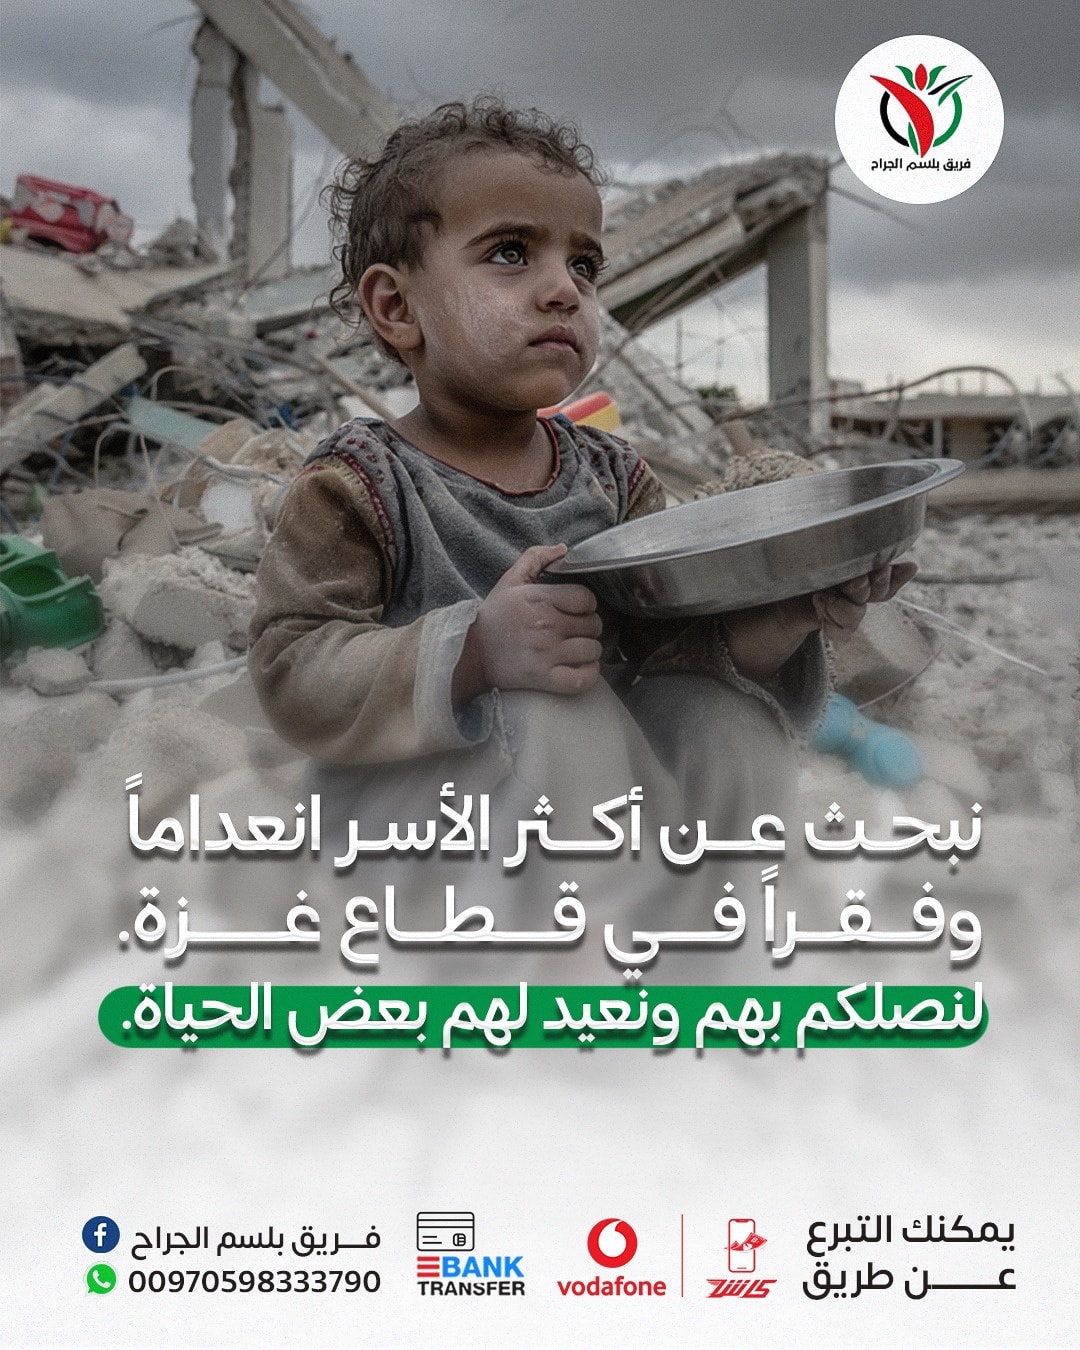 فريق بلسم الجراح
نبحث عن أكثر الأسر انعداماً
وفقراً في قطاع غزة.
لنصلكم بهم ونعيد لهم بعض الحياة.
يمكنك التبرع
عن طريق
كاش
vodafone
BANK
TRANSFER
فريق بلسم الجراح
00970598333790